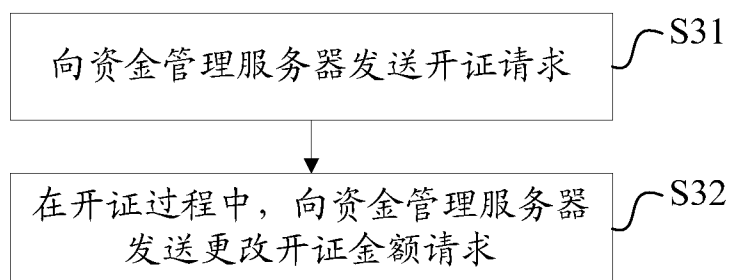 向资金管理服务器发送开证请求
S31
在开证过程中，向资金管理服务器
发送更改开证金额请求
S32